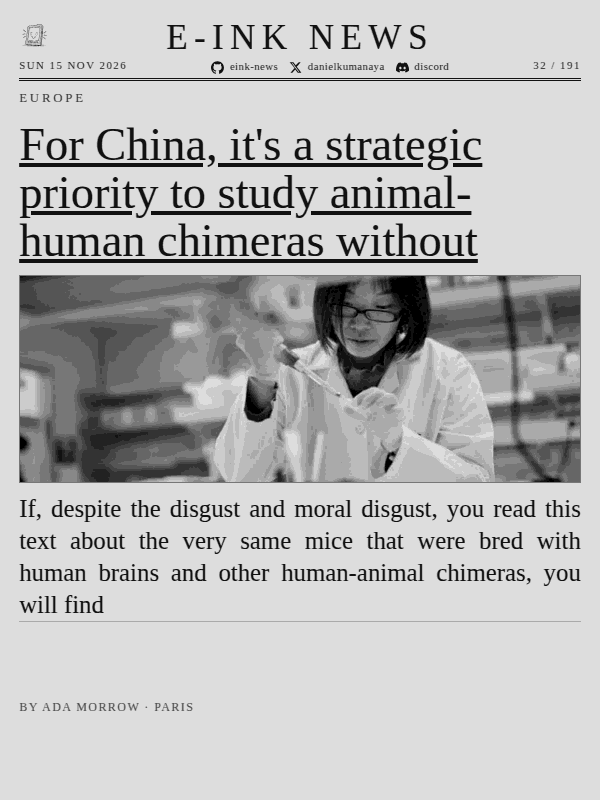 E-INK NEWS
SUN 15 NOV 2026
eink-news
danielkumanaya
discord
32 / 191
EUROPE
For China, it's a strategic
priority to study animal-
human chimeras without
If, despite the disgust and moral disgust, you read this
text about the very same mice that were bred with
human brains and other human-animal chimeras, you
will find
BY ADA MORROW · PARIS